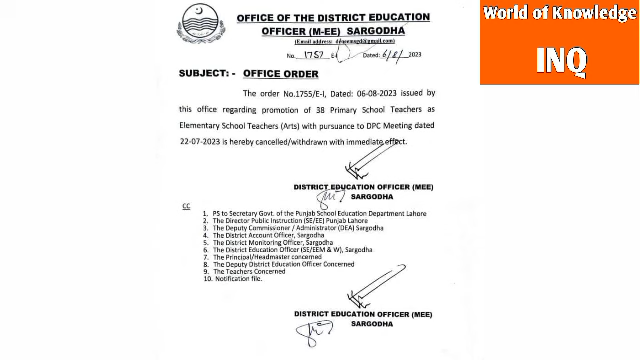 OFFICE OF THE DISTRICT EDUCATION
OFFICER (M-EE) SARGODHA
No. 1757 E-I Dated: 6/8/ 2023
SUBJECT: - OFFICE ORDER
The order No.1755/E-I, Dated: 06-08-2023 issued by
this office regarding promotion of 38 Primary School Teachers as
Elementary School Teachers (Arts) with pursuance to DPC Meeting dated
22-07-2023 is hereby cancelled/withdrawn with immediate effect.
DISTRICT EDUCATION OFFICER (MEE)
SARGODHA
CC
1. PS to Secretary Govt. of the Punjab School Education Department Lahore
2. The Director Public Instruction (SE/EE) Punjab Lahore
3. The Deputy Commissioner / Administrator (DEA) Sargodha
4. The District Account Officer, Sargodha
5. The District Monitoring Officer, Sargodha
6. The District Education Officer (SE/EEM & W), Sargodha
7. The Principal/Headmaster concerned
8. The Deputy District Education Officer Concerned
9. The Teachers Concerned
10. Notification file.
DISTRICT EDUCATION OFFICER (MEE)
SARGODHA
World of Knowledge
INQ